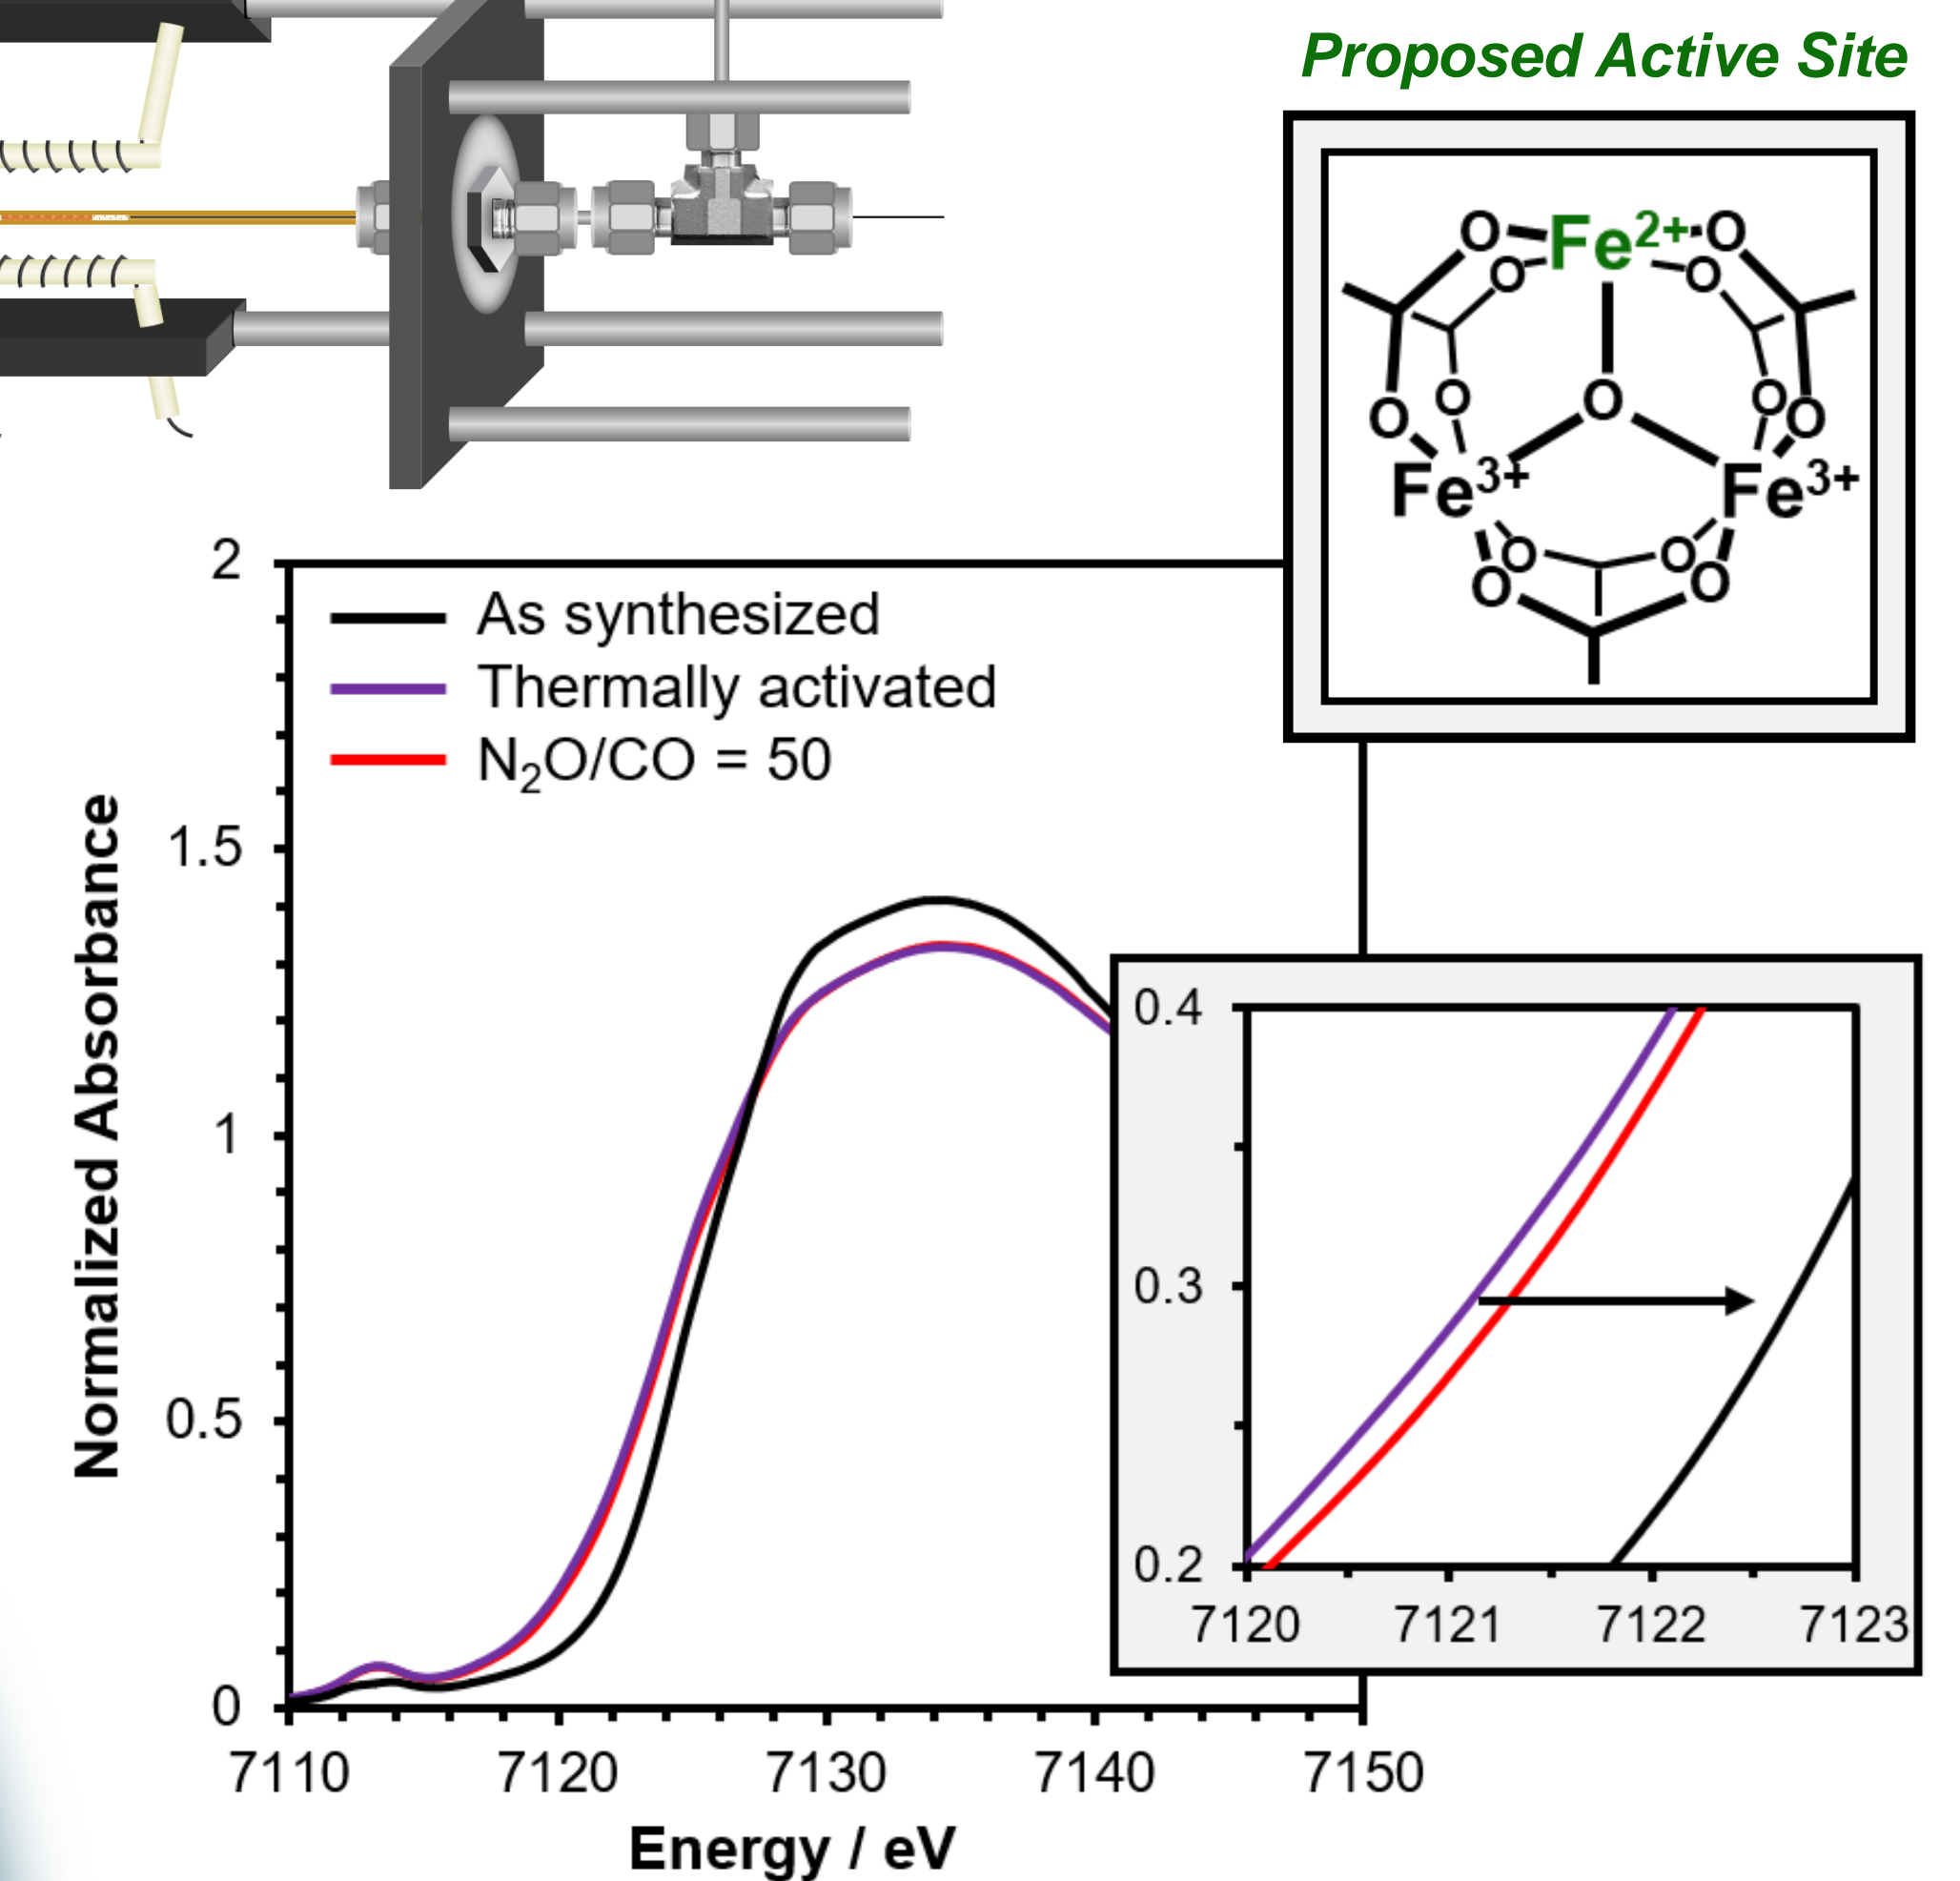 Proposed Active Site
O Fe2+ O
O O
O O O O O
Fe3+ Fe3+
O O
O O
2
As synthesized
Thermally activated
N₂O/CO = 50
1.5
1
0.5
0
Normalized Absorbance
7110 7120 7130 7140 7150
Energy / eV
0.4
0.3
0.2
7120 7121 7122 7123